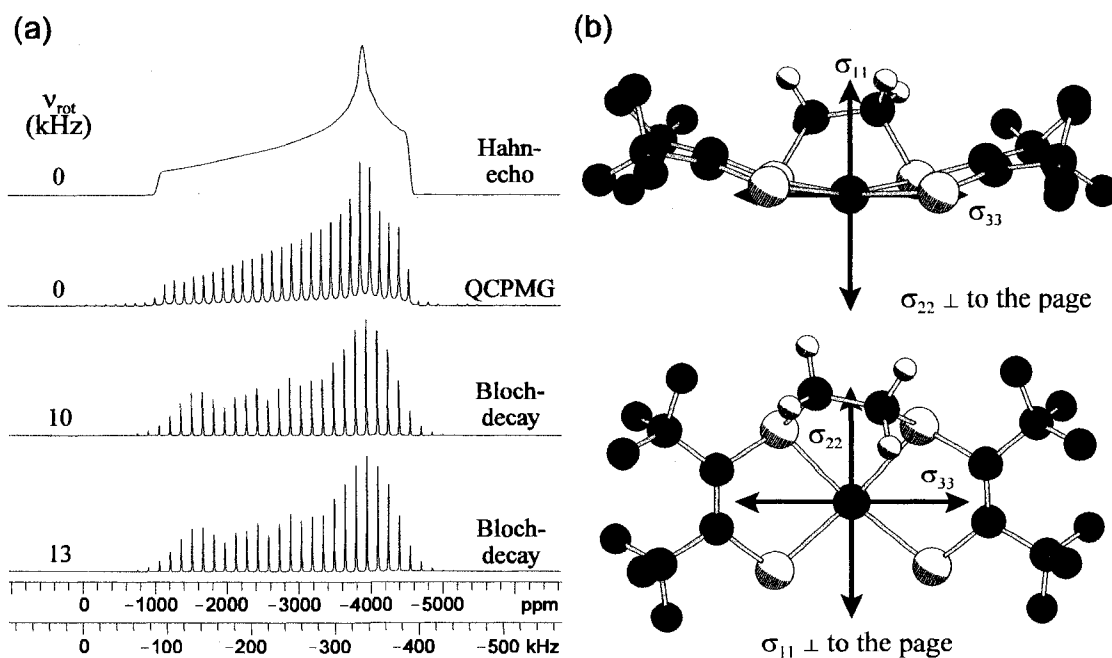 (a)
ν_rot
(kHz)
0
Hahn-
echo
0
QCPMG
10
Bloch-
decay
13
Bloch-
decay
0 -1000 -2000 -3000 -4000 -5000 ppm
0 -100 -200 -300 -400 -500 kHz
(b)
σ11
σ33
σ22 ⊥ to the page
σ22
σ33
σ11 ⊥ to the page